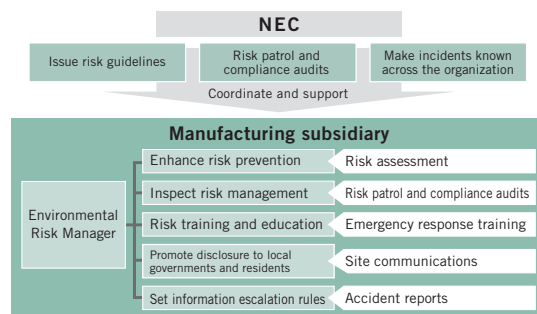 NEC
Issue risk guidelines
Risk patrol and
compliance audits
Make incidents known
across the organization
Coordinate and support
Manufacturing subsidiary
Environmental
Risk Manager
Enhance risk prevention
Risk assessment
Inspect risk management
Risk patrol and compliance audits
Risk training and education
Emergency response training
Promote disclosure to local
governments and residents
Site communications
Set information escalation rules
Accident reports